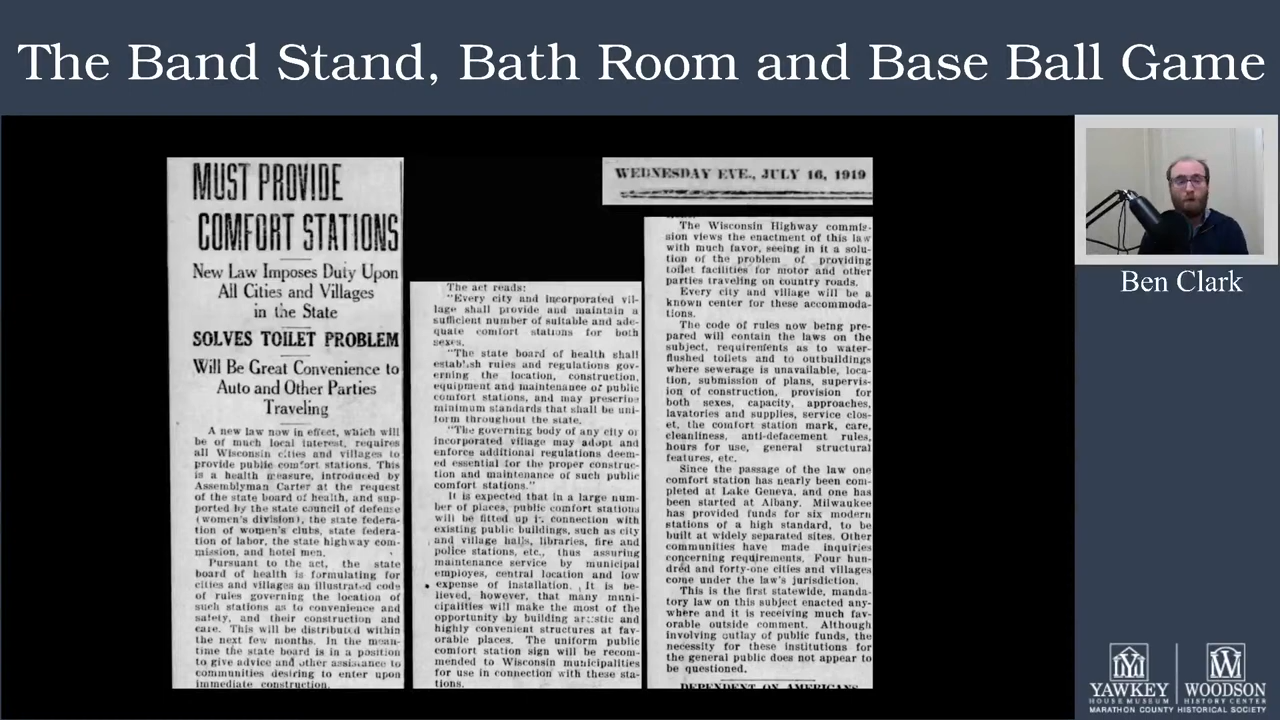 The Band Stand, Bath Room and Base Ball Game
MUST PROVIDE
COMFORT STATIONS
New Law Imposes Duty Upon
All Cities and Villages
in the State
SOLVES TOILET PROBLEM
Will Be Great Convenience to
Auto and Other Parties
Traveling
A new law now in effect, which will
be of much local interest, requires
all Wisconsin cities and villages to
provide public comfort stations. This
is a health measure, introduced by
Assemblyman Carter at the request
of the state board of health, and sup-
ported by the state council of defense
(women's division), the state federa-
tion of women's clubs, state federa-
tion of labor, the state highway com-
mission, and hotel men.
Pursuant to the act, the state
board of health is formulating for
cities and villages an illustrated code
of rules governing the location of
such stations as to convenience and
safety, and their construction and
care. This will be distributed within
the next few months. In the mean-
time the state board is in a position
to give advice and other assistance to
communities desiring to enter upon
immediate construction.
The act reads:
"Every city and incorporated vil-
lage shall provide and maintain a
sufficient number of suitable and ade-
quate comfort stations for both
sexes.
"The state board of health shall
establish rules and regulations gov-
erning the location, construction,
equipment and maintenance of public
comfort stations, and may prescribe
minimum standards that shall be uni-
form throughout the state.
"The governing body of any city or
incorporated village may adopt and
enforce additional regulations deem-
ed essential for the proper construc-
tion and maintenance of such public
comfort stations."
It is expected that in a large num-
ber of places, public comfort stations
will be fitted up in connection with
existing public buildings, such as city
and village halls, libraries, fire and
police stations, etc., thus assuring
maintenance service by municipal
employes, central location and low
expense of installation. It is be-
lieved, however, that many muni-
cipalities will make the most of the
opportunity by building artistic and
highly convenient structures at fav-
orable places. The uniform public
comfort station sign will be recom-
mended to Wisconsin municipalities
for use in connection with these sta-
tions.
WEDNESDAY EVE., JULY 16, 1919
The Wisconsin Highway commis-
sion views the enactment of this law
with much favor, seeing in it a solu-
tion of the problem of providing
toilet facilities for motor and other
parties traveling on country roads.
Every city and village will be a
known center for these accommoda-
tions.
The code of rules now being pre-
pared will contain the laws on the
subject, requirements as to water-
flushed toilets and to outbuildings
where sewerage is unavailable, loca-
tion, submission of plans, supervis-
ion of construction, provision for
both sexes, capacity, approaches,
lavatories and supplies, service clos-
et, the comfort station mark, care,
cleanliness, anti-defacement rules,
hours for use, general structural
features, etc.
Since the passage of the law one
comfort station has nearly been com-
pleted at Lake Geneva, and one has
been started at Albany. Milwaukee
has provided funds for six modern
stations of a high standard, to be
built at widely separated sites. Other
communities have made inquiries
concerning requirements. Four hun-
dred and forty-one cities and villages
come under the law's jurisdiction.
This is the first statewide, manda-
tory law on this subject enacted any-
where and it is receiving much fav-
orable outside comment. Although
involving outlay of public funds, the
necessity for these institutions for
the general public does not appear to
be questioned.
DEPENDENT ON AMERICANS
Ben Clark
YAWKEY
HOUSE MUSEUM
WOODSON
HISTORY CENTER
MARATHON COUNTY HISTORICAL SOCIETY